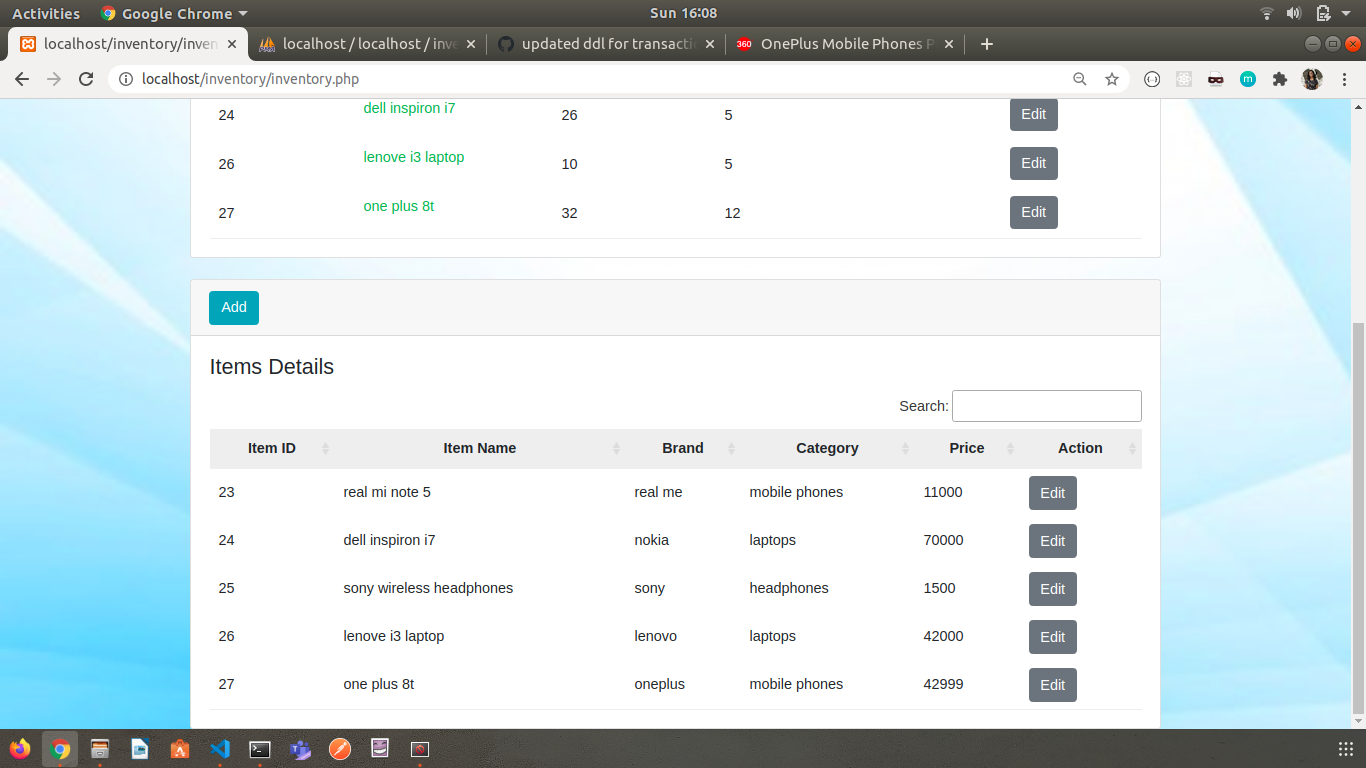 Activities Google Chrome Sun 16:08
localhost/inventory/inven localhost / localhost / inve updated ddl for transactio 360 OnePlus Mobile Phones P
localhost/inventory/inventory.php
24 dell inspiron i7 26 5 Edit
26 lenove i3 laptop 10 5 Edit
27 one plus 8t 32 12 Edit
Add
Items Details
Search:
Item ID Item Name Brand Category Price Action
23 real mi note 5 real me mobile phones 11000 Edit
24 dell inspiron i7 nokia laptops 70000 Edit
25 sony wireless headphones sony headphones 1500 Edit
26 lenove i3 laptop lenovo laptops 42000 Edit
27 one plus 8t oneplus mobile phones 42999 Edit